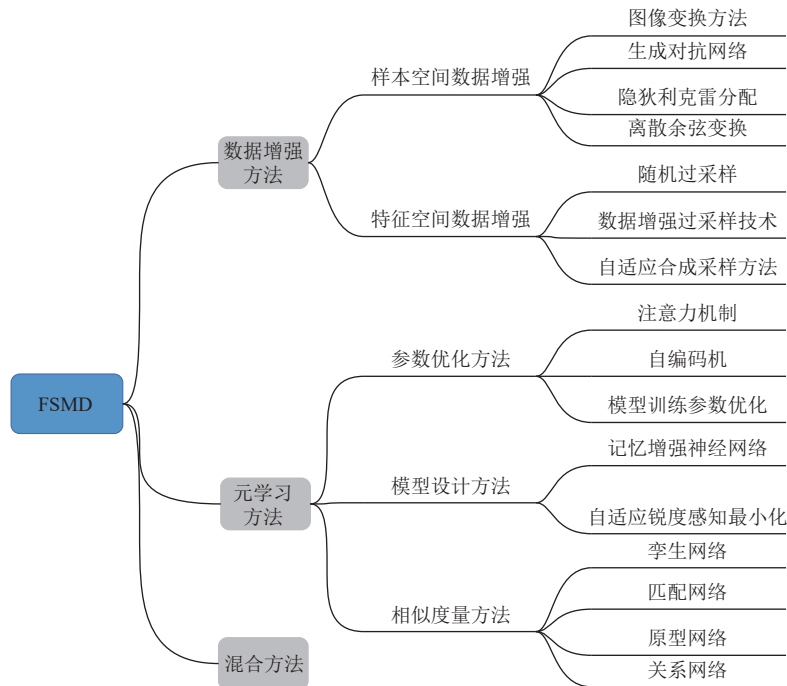 图像变换方法
生成对抗网络
样本空间数据增强
隐狄利克雷分配
离散余弦变换
数据增强
方法
随机过采样
特征空间数据增强
数据增强过采样技术
自适应合成采样方法
注意力机制
参数优化方法
自编码机
FSMD
模型训练参数优化
记忆增强神经网络
元学习
方法
模型设计方法
自适应锐度感知最小化
孪生网络
匹配网络
相似度量方法
原型网络
混合方法
关系网络